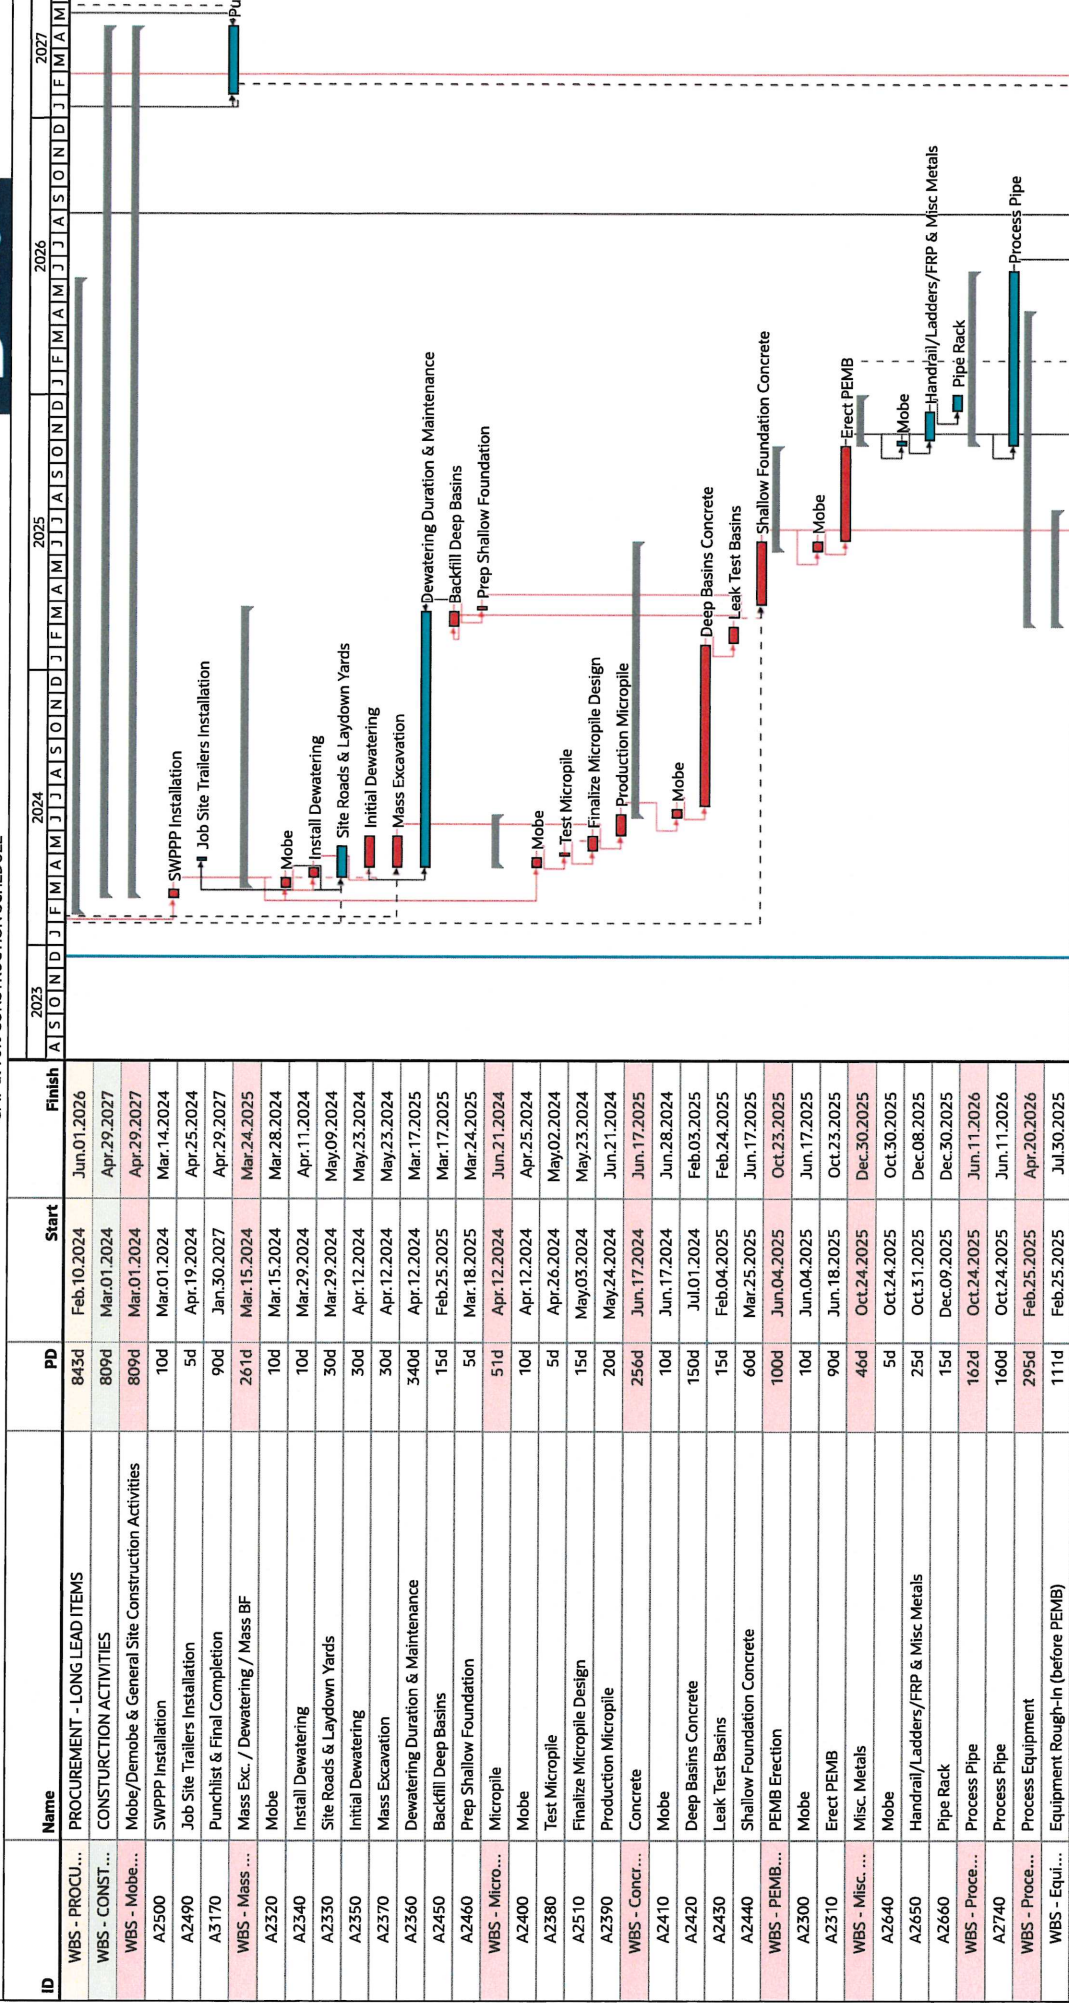 ID Name PD Start Finish
2023 2024 2025 2026 2027
A S O N D J F M A M J J A S O N D J F M A M J J A S O N D J F M A M J J A S O N D J F M A M
WBS - PROCU... PROCUREMENT - LONG LEAD ITEMS 843d Feb.10.2024 Jun.01.2026
WBS - CONST... CONSTURCTION ACTIVITIES 809d Mar.01.2024 Apr.29.2027
WBS - Mobe... Mobe/Demobe & General Site Construction Activities 809d Mar.01.2024 Apr.29.2027
A2500 SWPPP Installation 10d Mar.01.2024 Mar.14.2024 SWPPP Installation
A2490 Job Site Trailers Installation 5d Apr.19.2024 Apr.25.2024 Job Site Trailers Installation
A3170 Punchlist & Final Completion 90d Jan.30.2027 Apr.29.2027 Pu
WBS - Mass ... Mass Exc. / Dewatering / Mass BF 261d Mar.15.2024 Mar.24.2025
A2320 Mobe 10d Mar.15.2024 Mar.28.2024 Mobe
A2340 Install Dewatering 10d Mar.29.2024 Apr.11.2024 Install Dewatering
A2330 Site Roads & Laydown Yards 30d Mar.29.2024 May.09.2024 Site Roads & Laydown Yards
A2350 Initial Dewatering 30d Apr.12.2024 May.23.2024 Initial Dewatering
A2370 Mass Excavation 30d Apr.12.2024 May.23.2024 Mass Excavation
A2360 Dewatering Duration & Maintenance 340d Apr.12.2024 Mar.17.2025 Dewatering Duration & Maintenance
A2450 Backfill Deep Basins 15d Feb.25.2025 Mar.17.2025 Backfill Deep Basins
A2460 Prep Shallow Foundation 5d Mar.18.2025 Mar.24.2025 Prep Shallow Foundation
WBS - Micro... Micropile 51d Apr.12.2024 Jun.21.2024
A2400 Mobe 10d Apr.12.2024 Apr.25.2024 Mobe
A2380 Test Micropile 5d Apr.26.2024 May.02.2024 Test Micropile
A2510 Finalize Micropile Design 15d May.03.2024 May.23.2024 Finalize Micropile Design
A2390 Production Micropile 20d May.24.2024 Jun.21.2024 Production Micropile
WBS - Concr... Concrete 256d Jun.17.2024 Jun.17.2025
A2410 Mobe 10d Jun.17.2024 Jun.28.2024 Mobe
A2420 Deep Basins Concrete 150d Jul.01.2024 Feb.03.2025 Deep Basins Concrete
A2430 Leak Test Basins 15d Feb.04.2025 Feb.24.2025 Leak Test Basins
A2440 Shallow Foundation Concrete 60d Mar.25.2025 Jun.17.2025 Shallow Foundation Concrete
WBS - PEMB... PEMB Erection 100d Jun.04.2025 Oct.23.2025
A2300 Mobe 10d Jun.04.2025 Jun.17.2025 Mobe
A2310 Erect PEMB 90d Jun.18.2025 Oct.23.2025 Erect PEMB
WBS - Misc. ... Misc. Metals 46d Oct.24.2025 Dec.30.2025
A2640 Mobe 5d Oct.24.2025 Oct.30.2025 Mobe
A2650 Handrail/Ladders/FRP & Misc Metals 25d Oct.31.2025 Dec.08.2025 Handrail/Ladders/FRP & Misc Metals
A2660 Pipe Rack 15d Dec.09.2025 Dec.30.2025 Pipe Rack
WBS - Proce... Process Pipe 162d Oct.24.2025 Jun.11.2026
A2740 Process Pipe 160d Oct.24.2025 Jun.11.2026 Process Pipe
WBS - Proce... Process Equipment 295d Feb.25.2025 Apr.20.2026
WBS - Equi... Equipment Rough-In (before PEMB) 111d Feb.25.2025 Jul.30.2025